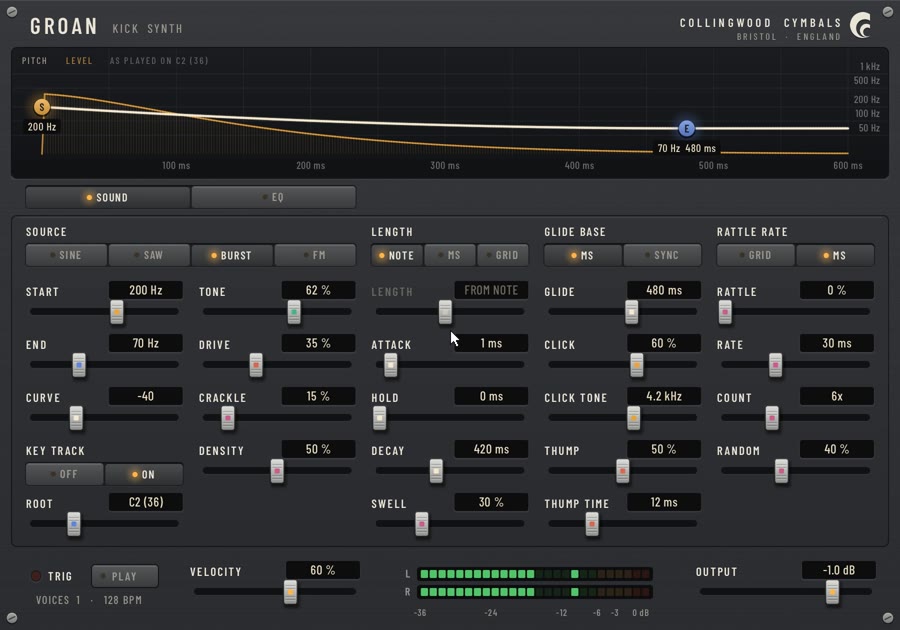 GROAN KICK SYNTH
COLLINGWOOD CYMBALS
BRISTOL · ENGLAND
PITCH LEVEL AS PLAYED ON C2 (36)
1 kHz
500 Hz
200 Hz
100 Hz
50 Hz
S
200 Hz
E
70 Hz 480 ms
100 ms 200 ms 300 ms 400 ms 500 ms 600 ms
SOUND EQ
SOURCE LENGTH GLIDE BASE RATTLE RATE
SINE SAW BURST FM NOTE MS GRID MS SYNC GRID MS
START 200 Hz TONE 62 % LENGTH FROM NOTE GLIDE 480 ms RATTLE 0 %
END 70 Hz DRIVE 35 % ATTACK 1 ms CLICK 60 % RATE 30 ms
CURVE -40 CRACKLE 15 % HOLD 0 ms CLICK TONE 4.2 kHz COUNT 6x
KEY TRACK DENSITY 50 % DECAY 420 ms THUMP 50 % RANDOM 40 %
OFF ON
ROOT C2 (36) SWELL 30 % THUMP TIME 12 ms
TRIG PLAY VELOCITY 60 % L OUTPUT -1.0 dB
R
VOICES 1 · 128 BPM
-36 -24 -12 -6 -3 0 dB